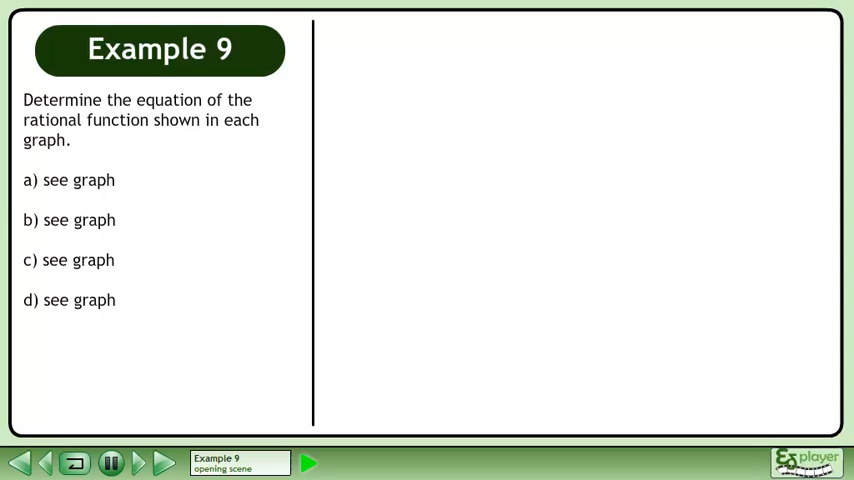 Example 9
Determine the equation of the
rational function shown in each
graph.
a) see graph
b) see graph
c) see graph
d) see graph
Example 9
opening scene
player